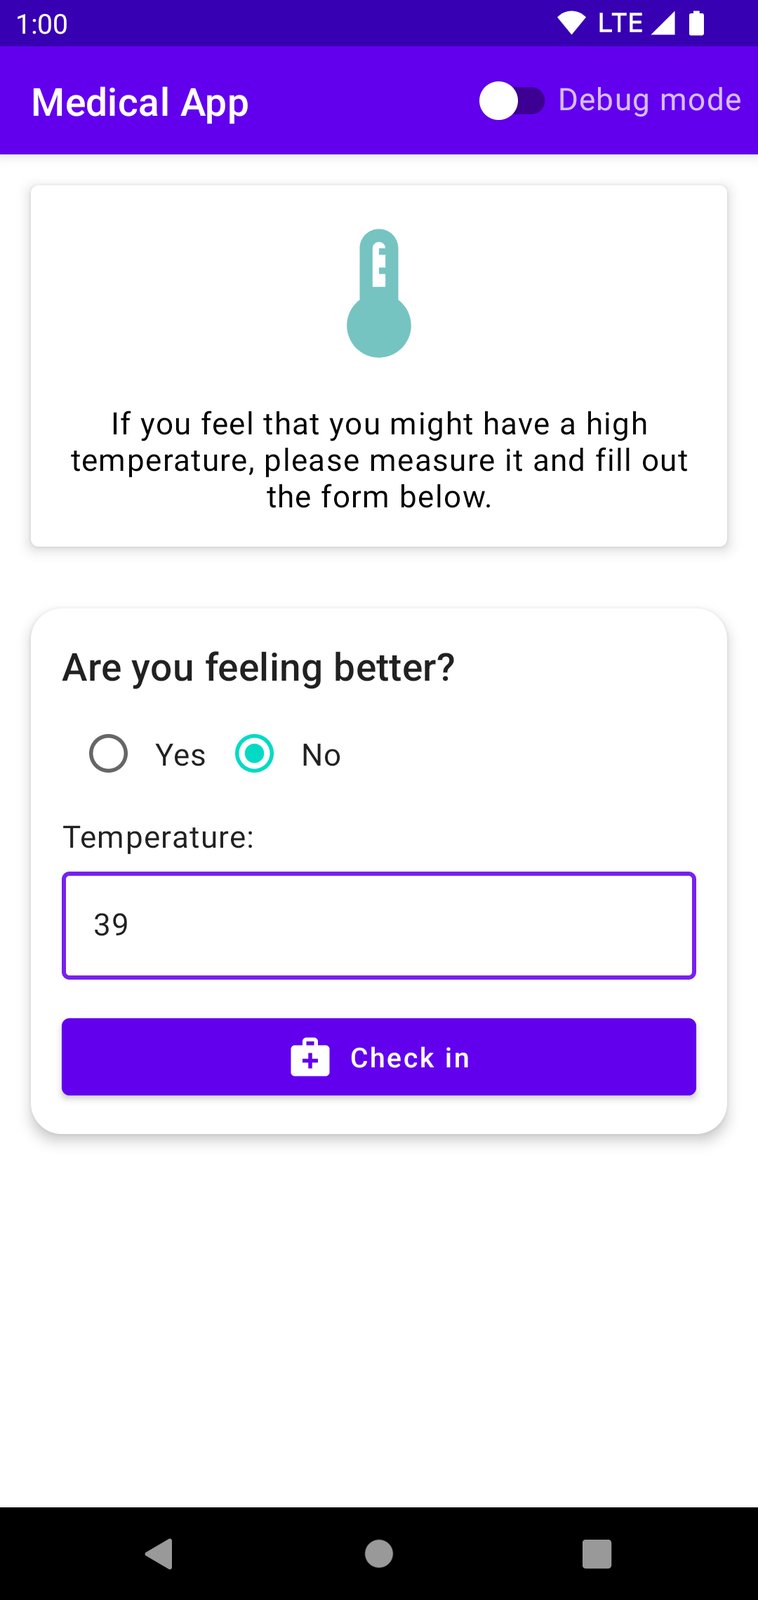 1:00
LTE
Medical App
Debug mode
If you feel that you might have a high
temperature, please measure it and fill out
the form below.
Are you feeling better?
Yes
No
Temperature:
39
Check in